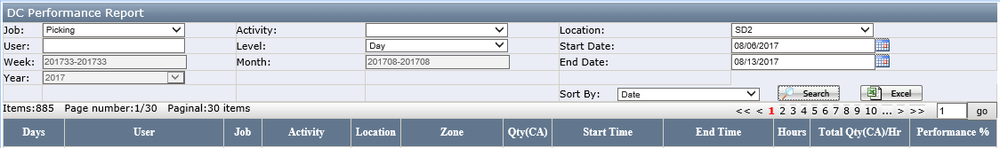 DC Performance Report
Job: Picking Activity: Location: SD2
User: Level: Day Start Date: 08/06/2017
Week: 201733-201733 Month: 201708-201708 End Date: 08/13/2017
Year: 2017
Sort By: Date Search Excel
Items:885 Page number:1/30 Paginal:30 items << < 1 2 3 4 5 6 7 8 9 10 ... > >> 1 go
Days User Job Activity Location Zone Qty(CA) Start Time End Time Hours Total Qty(CA)/Hr Performance %